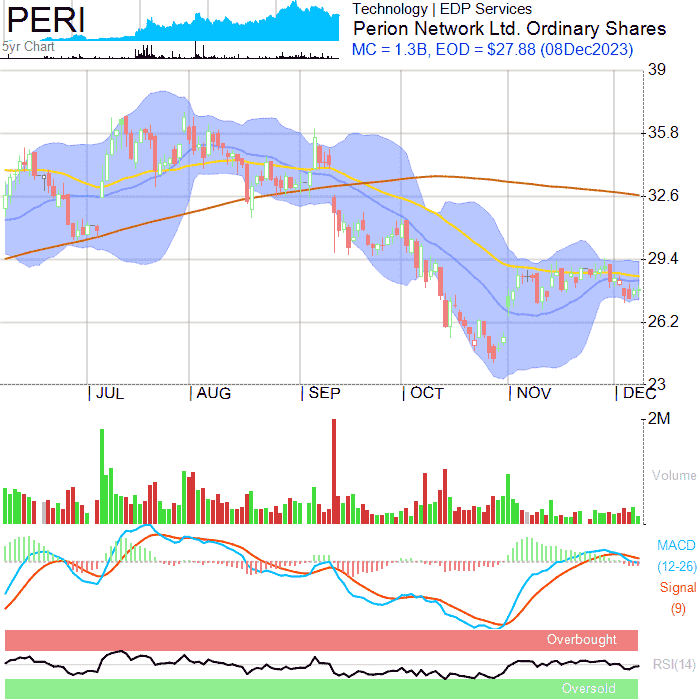 PERI
5yr Chart
Technology | EDP Services
Perion Network Ltd. Ordinary Shares
MC = 1.3B, EOD = $27.88 (08Dec2023)
39
35.8
32.6
29.4
26.2
23
JUL AUG SEP OCT NOV DEC
2M
Volume
MACD
(12-26)
Signal
(9)
Overbought
RSI(14)
Oversold